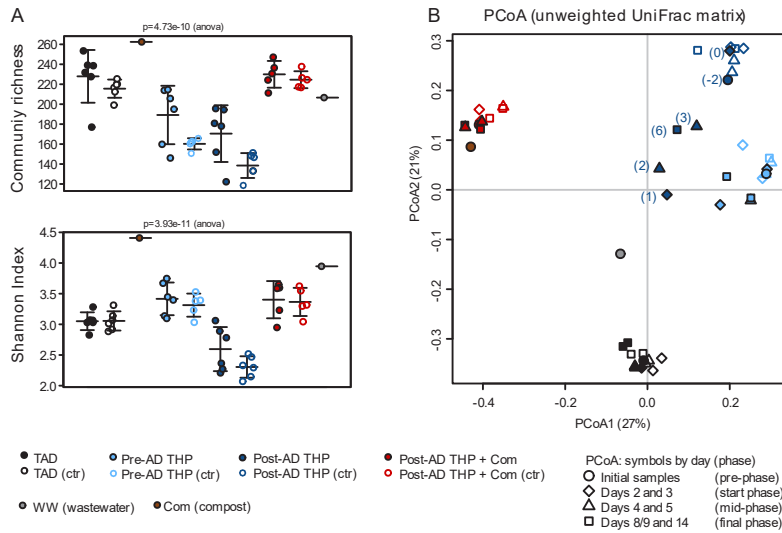 A
p=4.73e-10 (anova)
Communiy richness
260
240
220
200
180
160
140
120
p=3.93e-11 (anova)
Shannon Index
4.5
4.0
3.5
3.0
2.5
2.0
B
PCoA (unweighted UniFrac matrix)
PCoA2 (21%)
0.3
0.2
0.1
0.0
-0.1
-0.3
(0)
(-2)
(3)
(6)
(2)
(1)
-0.4
0.0
0.2
0.4
PCoA1 (27%)
TAD
TAD (ctr)
Pre-AD THP
Pre-AD THP (ctr)
Post-AD THP
Post-AD THP (ctr)
Post-AD THP + Com
Post-AD THP + Com (ctr)
WW (wastewater)
Com (compost)
PCoA: symbols by day (phase)
Initial samples (pre-phase)
Days 2 and 3 (start phase)
Days 4 and 5 (mid-phase)
Days 8/9 and 14 (final phase)